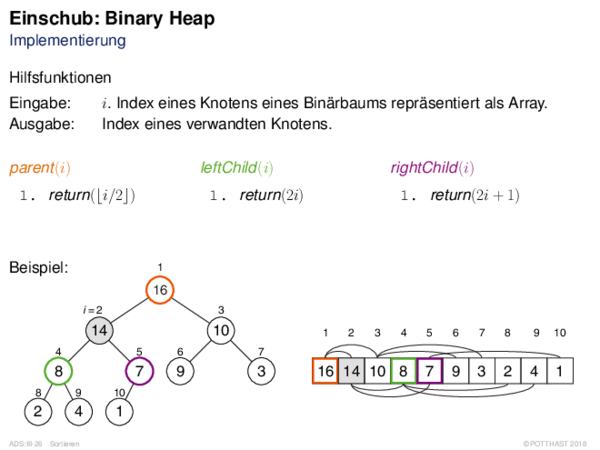 Einschub: Binary Heap
Implementierung
Hilfsfunktionen
Eingabe: i. Index eines Knotens eines Binärbaums repräsentiert als Array.
Ausgabe: Index eines verwandten Knotens.
parent(i) leftChild(i) rightChild(i)
1. return(⌊i/2⌋) 1. return(2i) 1. return(2i + 1)
Beispiel:
1
16
i=2 3
14 10
4 5 6 7
8 7 9 3
8 9 10
2 4 1
1 2 3 4 5 6 7 8 9 10
16 14 10 8 7 9 3 2 4 1
ADS:III-26 Sortieren ©POTTHAST 2018